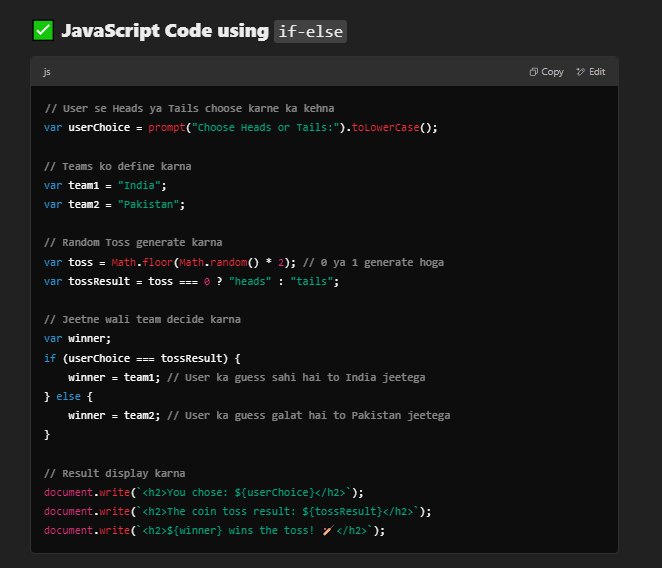 ✅ JavaScript Code using if-else
js
Copy Edit
// User se Heads ya Tails choose karne ka kehna
var userChoice = prompt("Choose Heads or Tails:").toLowerCase();
// Teams ko define karna
var team1 = "India";
var team2 = "Pakistan";
// Random Toss generate karna
var toss = Math.floor(Math.random() * 2); // 0 ya 1 generate hoga
var tossResult = toss === 0 ? "heads" : "tails";
// Jeetne wali team decide karna
var winner;
if (userChoice === tossResult) {
    winner = team1; // User ka guess sahi hai to India jeetega
} else {
    winner = team2; // User ka guess galat hai to Pakistan jeetega
}
// Result display karna
document.write(`<h2>You chose: ${userChoice}</h2>`);
document.write(`<h2>The coin toss result: ${tossResult}</h2>`);
document.write(`<h2>${winner} wins the toss! 🏏</h2>`);